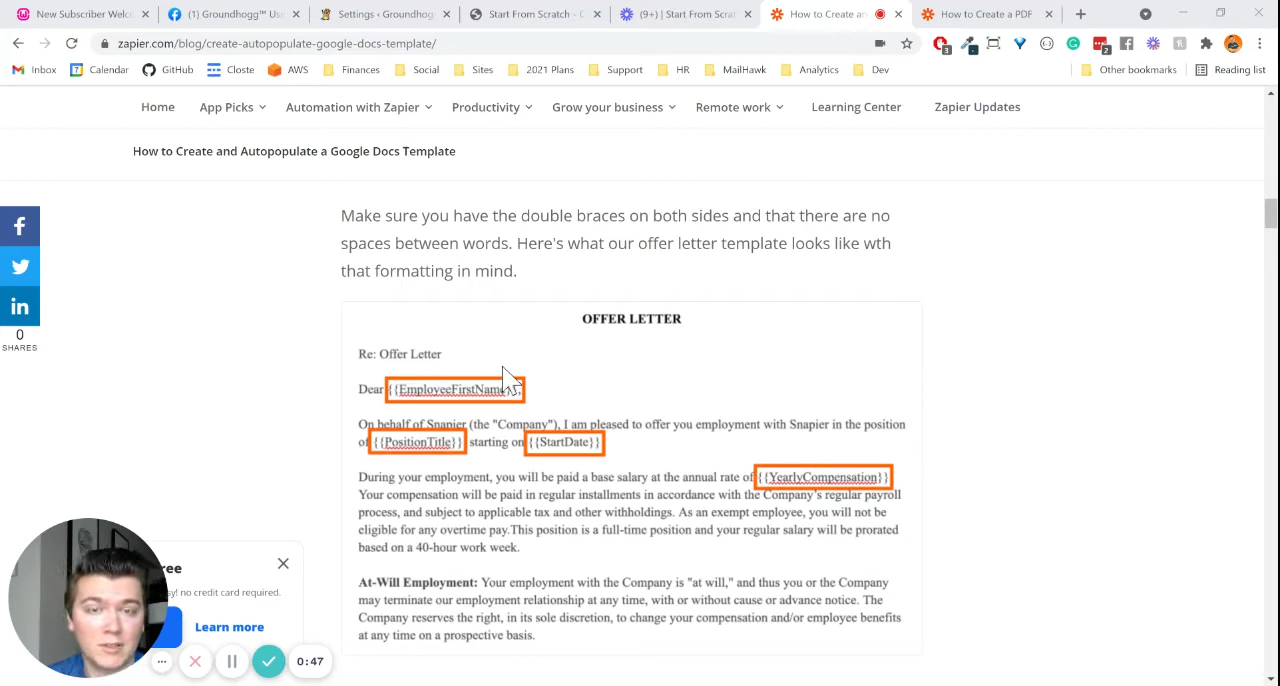 New Subscriber Welco
(1) Groundhogg™ Use
Settings ‹ Groundhog
Start From Scratch – C
(9+) | Start From Scrat
How to Create an
How to Create a PDF
zapier.com/blog/create-autopopulate-google-docs-template/
3
2
Inbox
7 Calendar
GitHub
Closte
AWS
Finances
Social
Sites
2021 Plans
Support
HR
MailHawk
Analytics
Dev
Other bookmarks
Reading list
Home
App Picks
Automation with Zapier
Productivity
Grow your business
Remote work
Learning Center
Zapier Updates
How to Create and Autopopulate a Google Docs Template
0
SHARES
Make sure you have the double braces on both sides and that there are no
spaces between words. Here's what our offer letter template looks like wth
that formatting in mind.
OFFER LETTER
Re: Offer Letter
Dear {{EmployeeFirstName
On behalf of Snapier (the "Company"), I am pleased to offer you employment with Snapier in the position
of {{PositionTitle}} starting on {{StartDate}}
During your employment, you will be paid a base salary at the annual rate of {{YearlyCompensation}}
Your compensation will be paid in regular installments in accordance with the Company's regular payroll
process, and subject to applicable tax and other withholdings. As an exempt employee, you will not be
eligible for any overtime pay.This position is a full-time position and your regular salary will be prorated
based on a 40-hour work week.
At-Will Employment: Your employment with the Company is "at will," and thus you or the Company
may terminate our employment relationship at any time, with or without cause or advance notice. The
Company reserves the right, in its sole discretion, to change your compensation and/or employee benefits
at any time on a prospective basis.
ree
sy! no credit card required.
Learn more
0:47